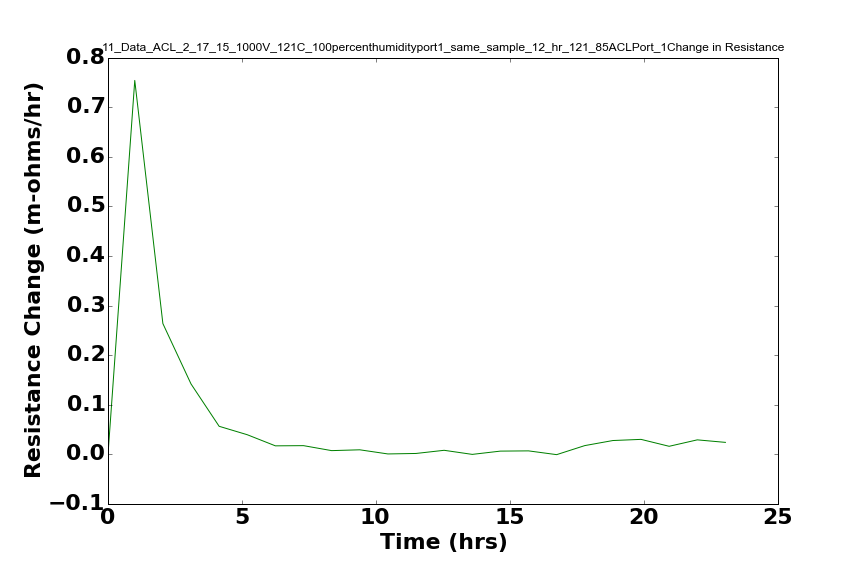 11_Data_ACL_2_17_15_1000V_121C_100percenthumidityport1_same_sample_12_hr_121_85ACLPort_1Change in Resistance
0.8
0.7
0.6
0.5
0.4
0.3
0.2
0.1
0.0
−0.1
Resistance Change (m-ohms/hr)
0 5 10 15 20 25
Time (hrs)